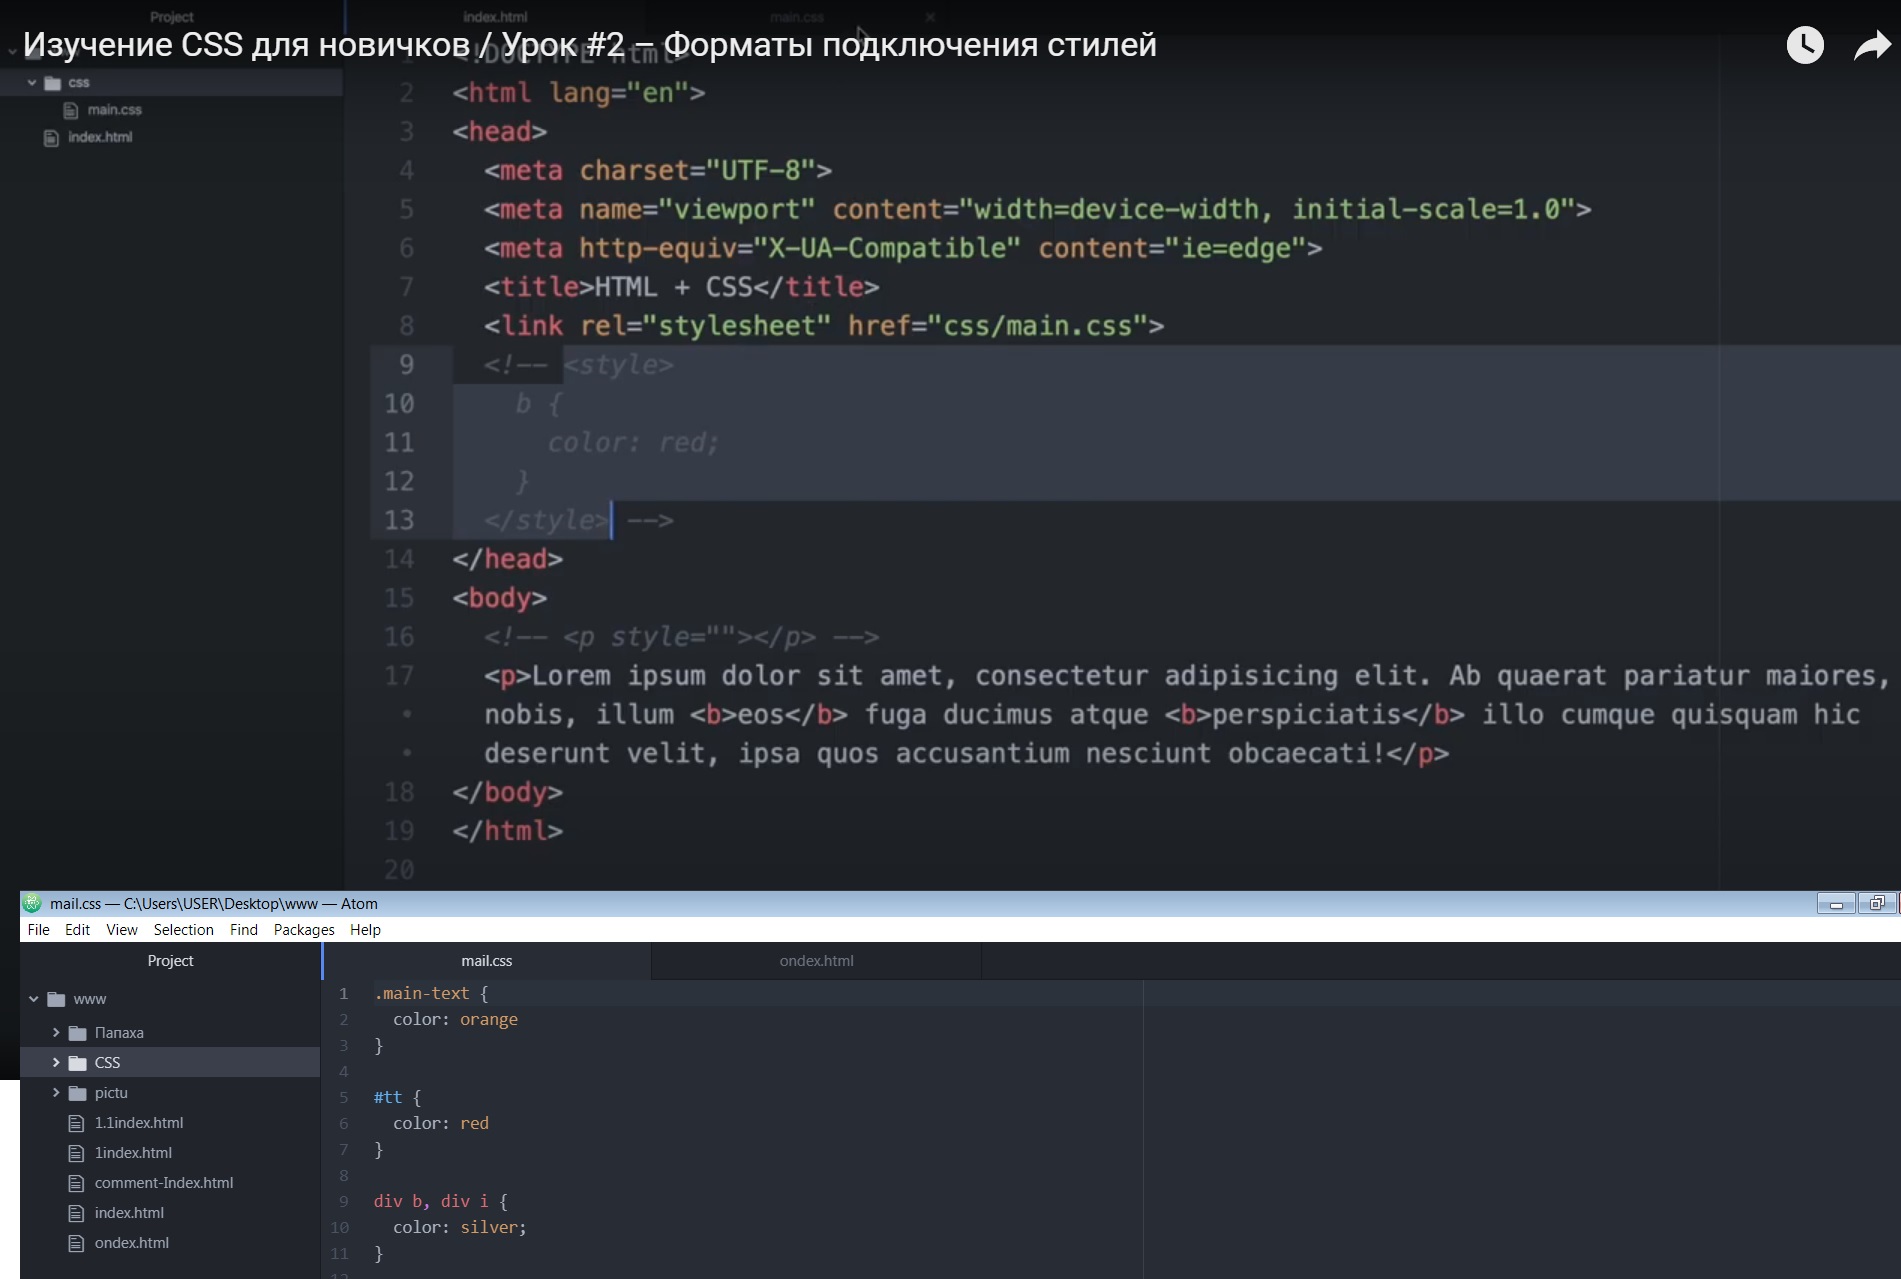 Project
index.html
main.css
Изучение CSS для новичков / Урок #2 – Форматы подключения стилей
css
main.css
index.html
1 <!DOCTYPE html>
2 <html lang="en">
3 <head>
4 <meta charset="UTF-8">
5 <meta name="viewport" content="width=device-width, initial-scale=1.0">
6 <meta http-equiv="X-UA-Compatible" content="ie=edge">
7 <title>HTML + CSS</title>
8 <link rel="stylesheet" href="css/main.css">
9 <!-- <style>
10 b {
11 color: red;
12 }
13 </style> -->
14 </head>
15 <body>
16 <!-- <p style=""></p> -->
17 <p>Lorem ipsum dolor sit amet, consectetur adipisicing elit. Ab quaerat pariatur maiores,
nobis, illum <b>eos</b> fuga ducimus atque <b>perspiciatis</b> illo cumque quisquam hic
deserunt velit, ipsa quos accusantium nesciunt obcaecati!</p>
18 </body>
19 </html>
20
mail.css — C:\Users\USER\Desktop\www — Atom
File Edit View Selection Find Packages Help
Project
mail.css
ondex.html
www
Папаха
CSS
pictu
1.1index.html
1index.html
comment-Index.html
index.html
ondex.html
1 .main-text {
2 color: orange
3 }
4
5 #tt {
6 color: red
7 }
8
9 div b, div i {
10 color: silver;
11 }
12